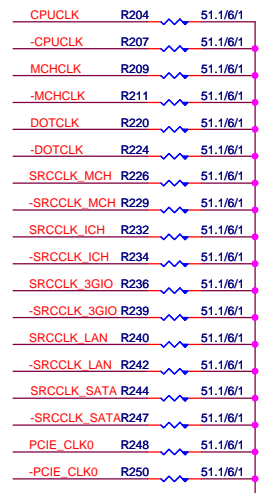 CPUCLK R204 51.1/6/1
-CPUCLK R207 51.1/6/1
MCHCLK R209 51.1/6/1
-MCHCLK R211 51.1/6/1
DOTCLK R220 51.1/6/1
-DOTCLK R224 51.1/6/1
SRCCLK_MCH R226 51.1/6/1
-SRCCLK_MCH R229 51.1/6/1
SRCCLK_ICH R232 51.1/6/1
-SRCCLK_ICH R234 51.1/6/1
SRCCLK_3GIO R236 51.1/6/1
-SRCCLK_3GIO R239 51.1/6/1
SRCCLK_LAN R240 51.1/6/1
-SRCCLK_LAN R242 51.1/6/1
SRCCLK_SATA R244 51.1/6/1
-SRCCLK_SATA R247 51.1/6/1
PCIE_CLK0 R248 51.1/6/1
-PCIE_CLK0 R250 51.1/6/1